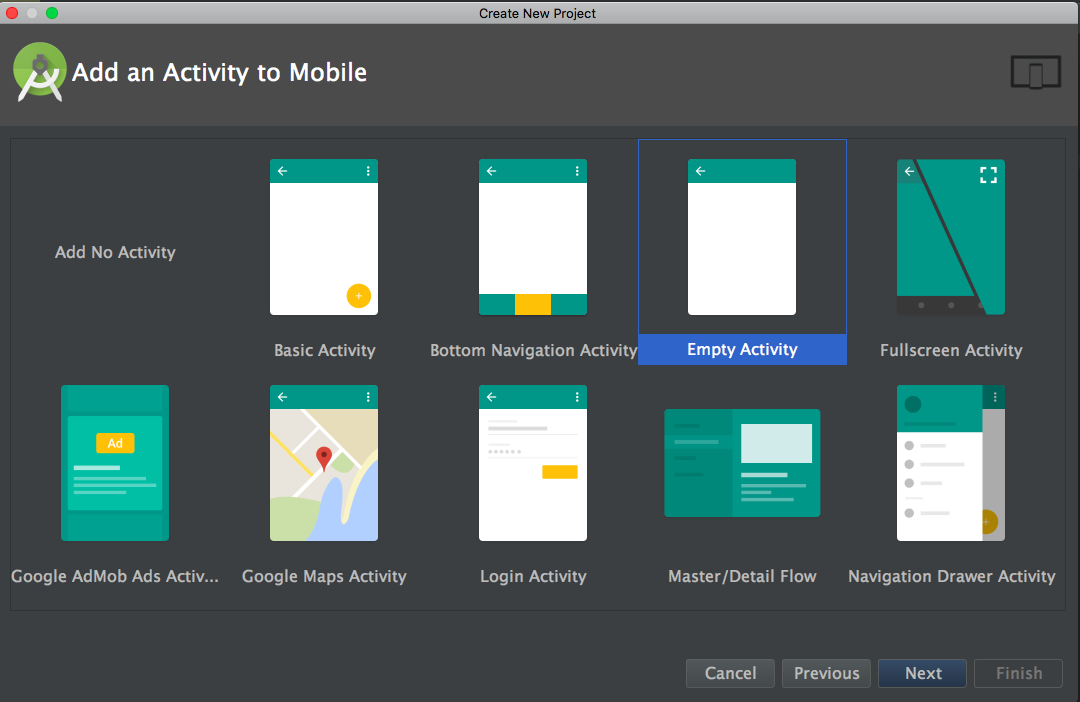 Create New Project
Add an Activity to Mobile
Add No Activity
Basic Activity
Bottom Navigation Activity
Empty Activity
Fullscreen Activity
Ad
Google AdMob Ads Activ...
Google Maps Activity
Login Activity
Master/Detail Flow
Navigation Drawer Activity
Cancel
Previous
Next
Finish